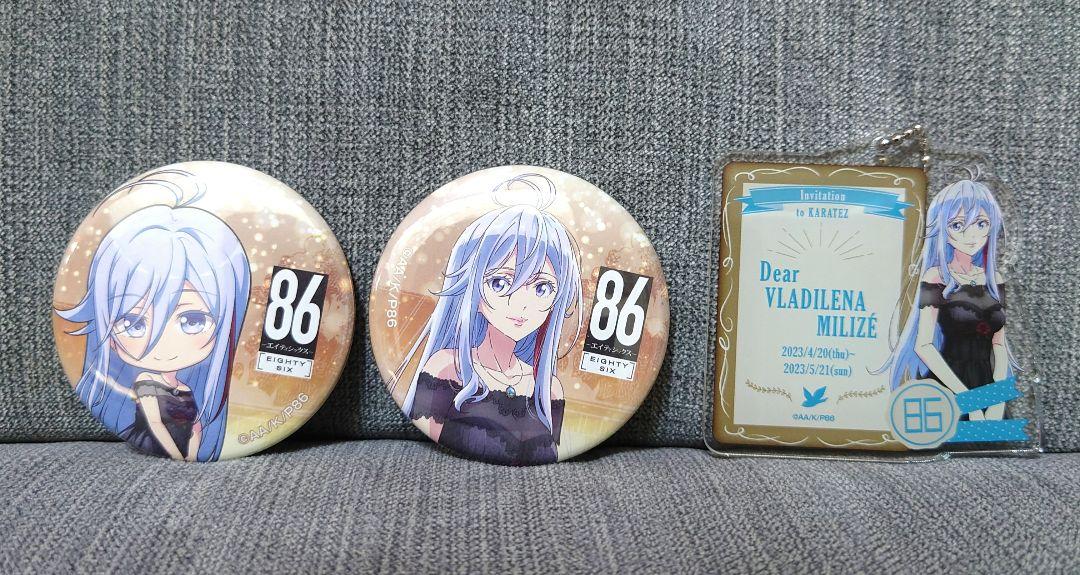 86
―エイティシックス―
EIGHTY
SIX
©AA/K/P86
©AA/K/P86
86
―エイティシックス―
EIGHTY
SIX
Invitation
to KARATEZ
Dear
VLADILENA
MILIZÉ
2023/4/20(thu)~
2023/5/21(sun)
©AA/K/P86
86